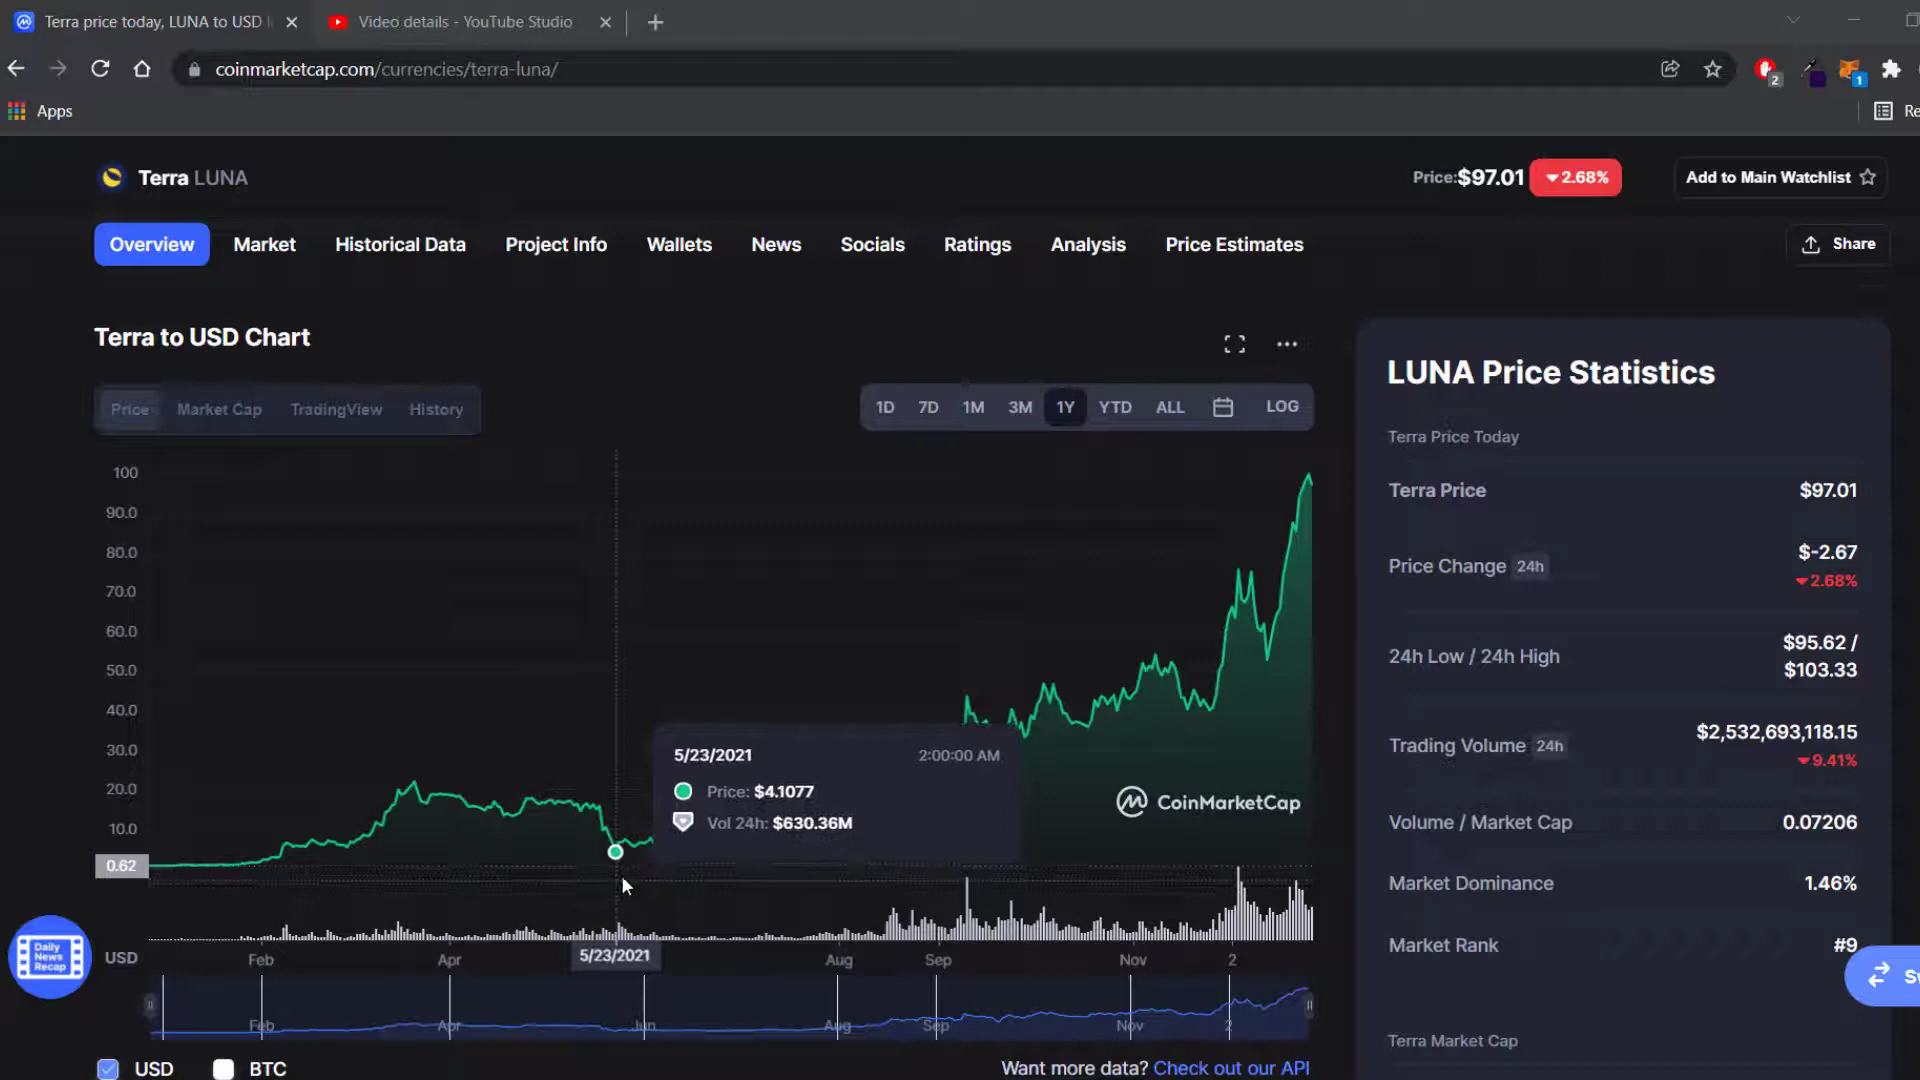 Terra price today, LUNA to USD
Video details - YouTube Studio
coinmarketcap.com/currencies/terra-luna/
2
1
Apps
Re
Terra LUNA
Price:$97.01
2.68%
Add to Main Watchlist
Overview
Market
Historical Data
Project Info
Wallets
News
Socials
Ratings
Analysis
Price Estimates
Share
Terra to USD Chart
Price
Market Cap
TradingView
History
1D
7D
1M
3M
1Y
YTD
ALL
LOG
100
90.0
80.0
70.0
60.0
50.0
40.0
30.0
20.0
10.0
0.62
5/23/2021
2:00:00 AM
Price: $4.1077
Vol 24h: $630.36M
CoinMarketCap
USD
Feb
Apr
5/23/2021
Aug
Sep
Nov
2
Feb
Apr
Jun
Aug
Sep
Nov
2
USD
BTC
Want more data? Check out our API
Daily
News
Recap
LUNA Price Statistics
Terra Price Today
Terra Price
$97.01
Price Change 24h
$-2.67
2.68%
24h Low / 24h High
$95.62 /
$103.33
Trading Volume 24h
$2,532,693,118.15
9.41%
Volume / Market Cap
0.07206
Market Dominance
1.46%
Market Rank
#9
Terra Market Cap